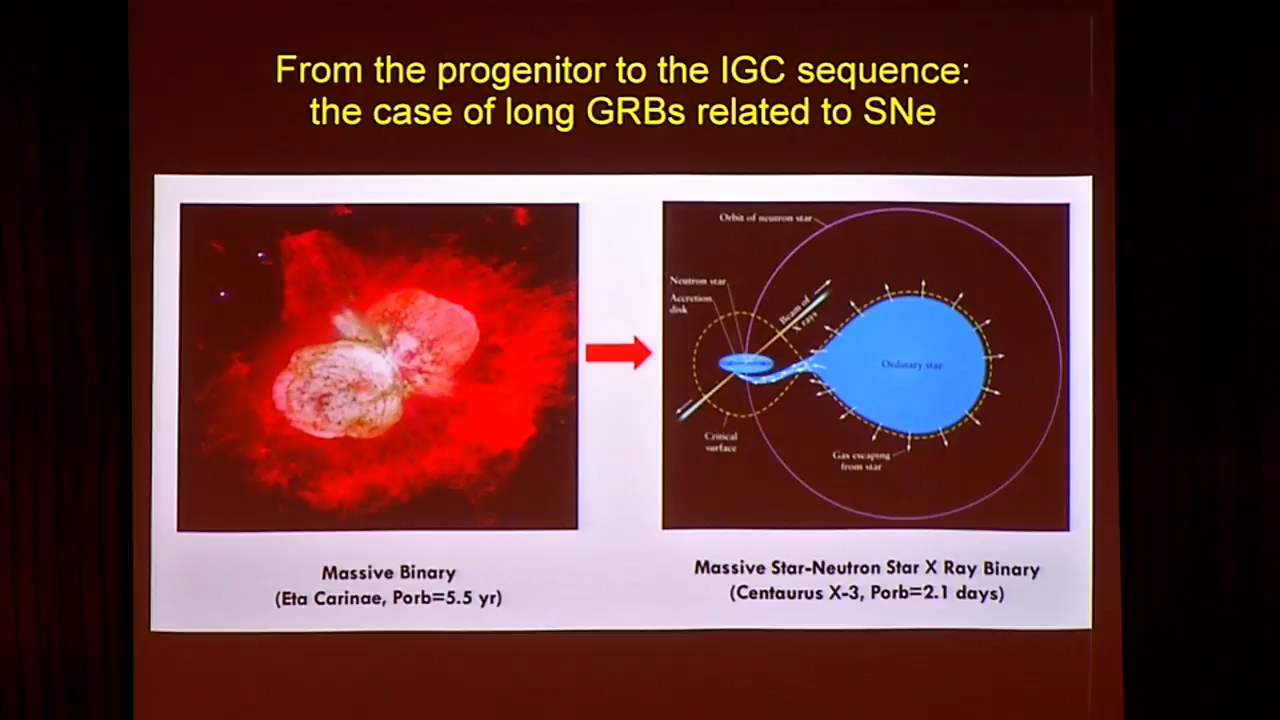 From the progenitor to the IGC sequence:
the case of long GRBs related to SNe
Orbit of neutron star
Neutron star
Accretion
disk
Beam of
X rays
Ordinary star
Critical
surface
Gas escaping
from star
Massive Binary
(Eta Carinae, Porb=5.5 yr)
Massive Star-Neutron Star X Ray Binary
(Centaurus X-3, Porb=2.1 days)